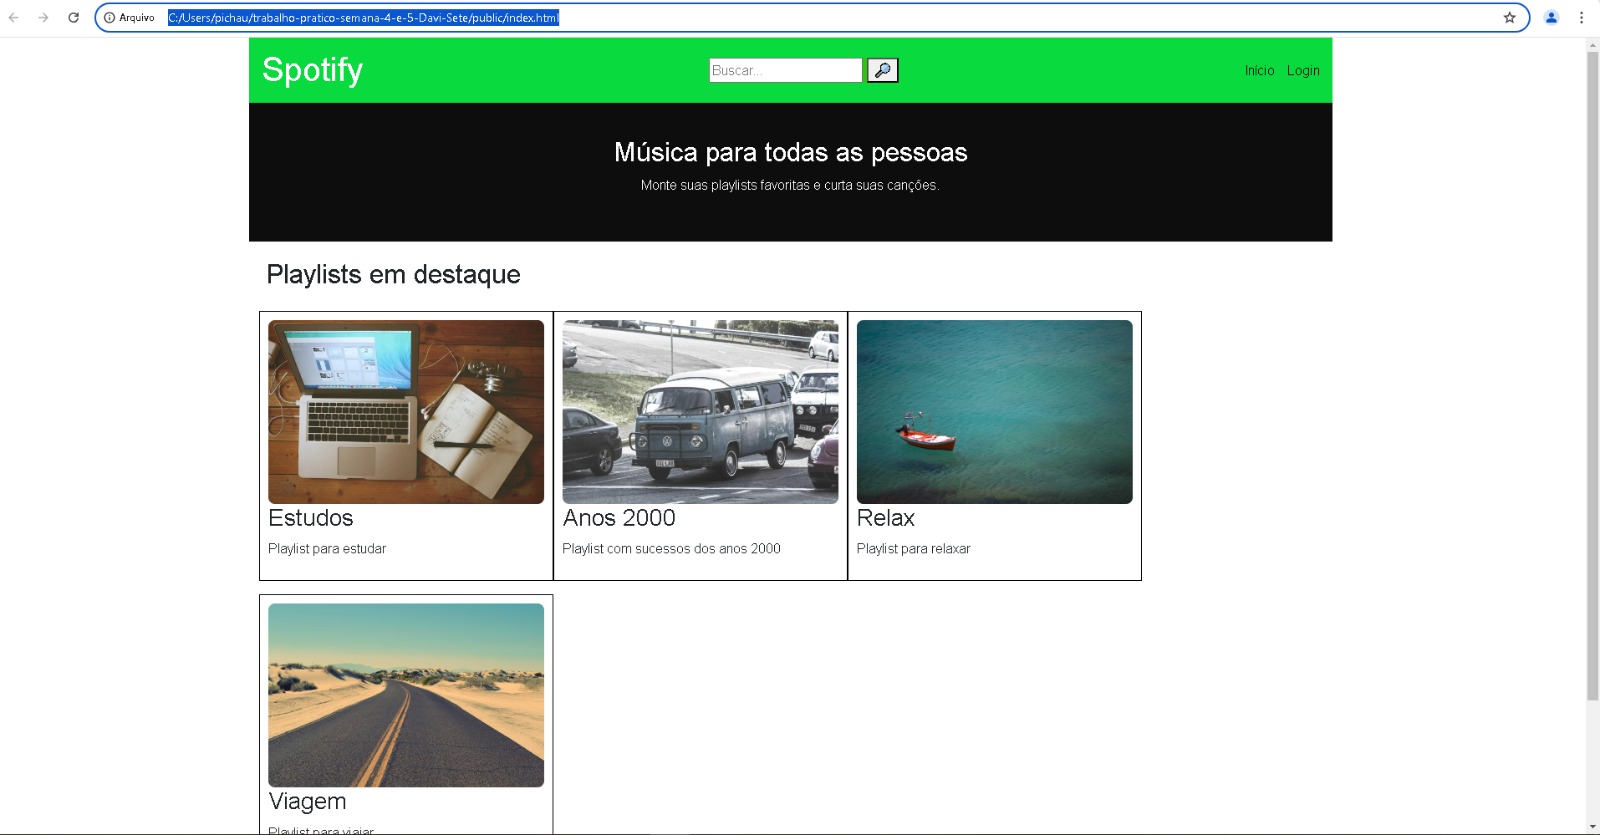 Arquivo C:/Users/pichau/trabalho-pratico-semana-4-e-5-Davi-Sete/public/index.html
Spotify
Buscar...
Início Login
Música para todas as pessoas
Monte suas playlists favoritas e curta suas canções.
Playlists em destaque
Estudos
Playlist para estudar
Anos 2000
Playlist com sucessos dos anos 2000
Relax
Playlist para relaxar
Viagem
Playlist para viajar